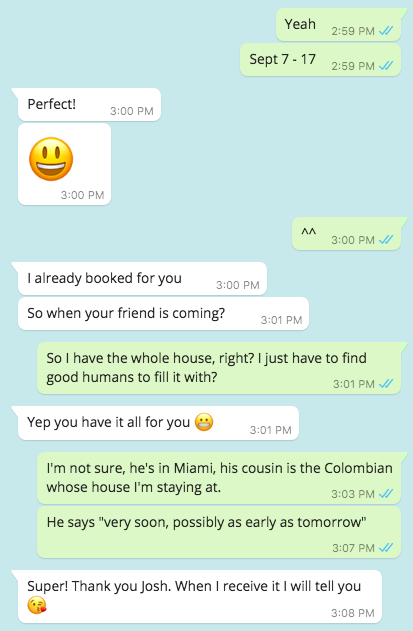 Yeah
2:59 PM
Sept 7 - 17
2:59 PM
Perfect!
3:00 PM
3:00 PM
^^
3:00 PM
I already booked for you
3:00 PM
So when your friend is coming?
3:01 PM
So I have the whole house, right? I just have to find
good humans to fill it with?
3:01 PM
Yep you have it all for you 😬
3:01 PM
I'm not sure, he's in Miami, his cousin is the Colombian
whose house I'm staying at.
3:03 PM
He says "very soon, possibly as early as tomorrow"
3:07 PM
Super! Thank you Josh. When I receive it I will tell you
😘
3:08 PM